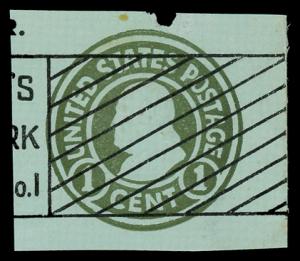 R.
TS
RK
o.1
UNITED STATES POSTAGE
1 CENT 1